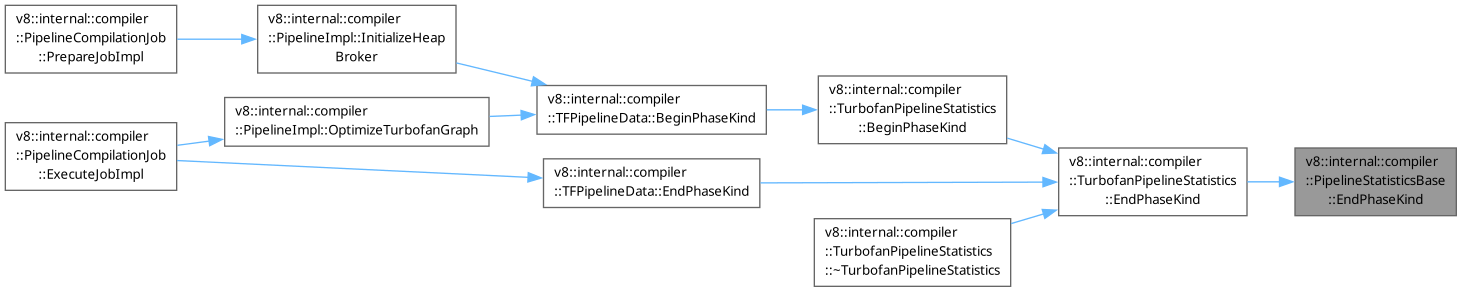 v8::internal::compiler
::PipelineCompilationJob
::PrepareJobImpl
v8::internal::compiler
::PipelineImpl::InitializeHeap
Broker
v8::internal::compiler
::PipelineImpl::OptimizeTurbofanGraph
v8::internal::compiler
::PipelineCompilationJob
::ExecuteJobImpl
v8::internal::compiler
::TFPipelineData::BeginPhaseKind
v8::internal::compiler
::TFPipelineData::EndPhaseKind
v8::internal::compiler
::TurbofanPipelineStatistics
::BeginPhaseKind
v8::internal::compiler
::TurbofanPipelineStatistics
::~TurbofanPipelineStatistics
v8::internal::compiler
::TurbofanPipelineStatistics
::EndPhaseKind
v8::internal::compiler
::PipelineStatisticsBase
::EndPhaseKind